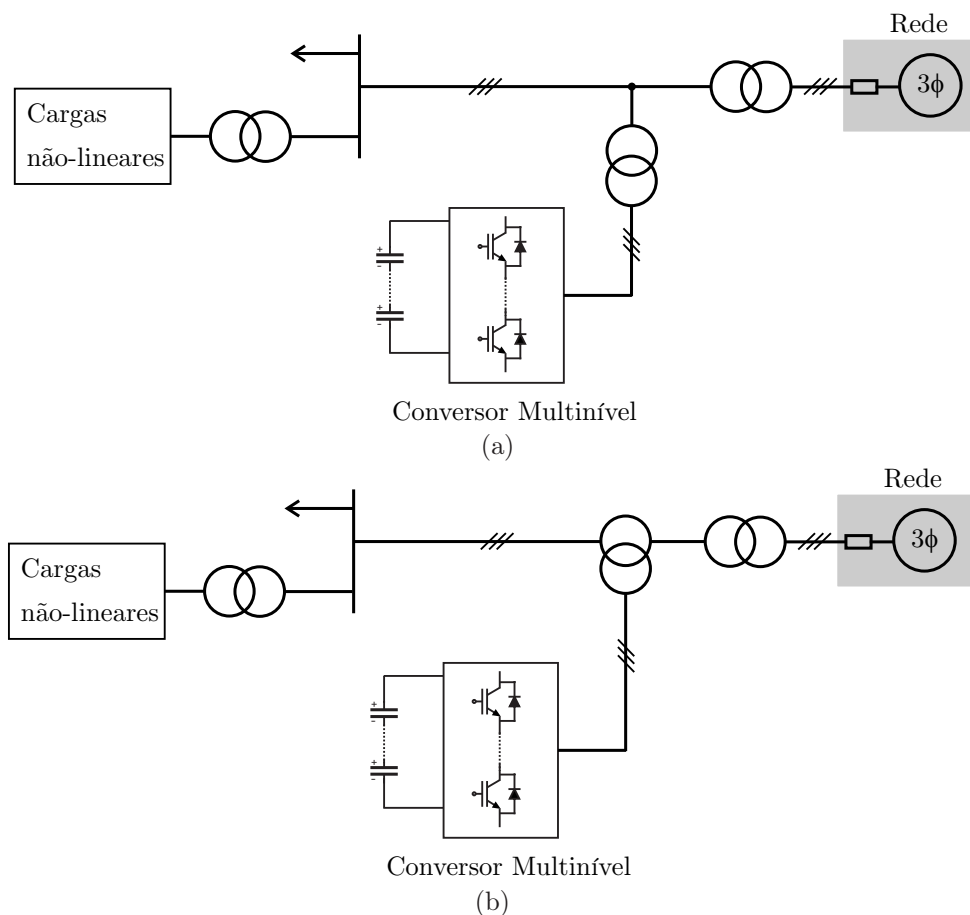 Rede
3ϕ
Cargas
não-lineares
+
-
+
-
Conversor Multinível
(a)
Rede
3ϕ
Cargas
não-lineares
+
-
+
-
Conversor Multinível
(b)